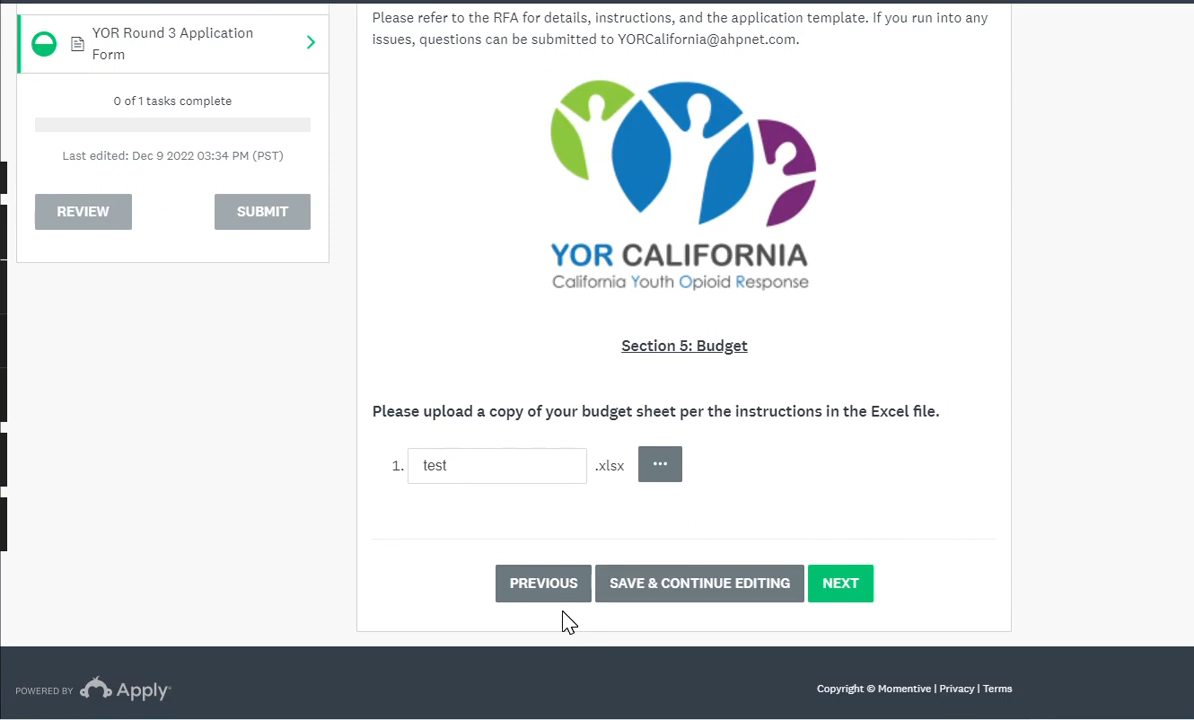 YOR Round 3 Application
Form
0 of 1 tasks complete
Last edited: Dec 9 2022 03:34 PM (PST)
REVIEW
SUBMIT
Please refer to the RFA for details, instructions, and the application template. If you run into any
issues, questions can be submitted to YORCalifornia@ahpnet.com.
YOR CALIFORNIA
California Youth Opioid Response
Section 5: Budget
Please upload a copy of your budget sheet per the instructions in the Excel file.
1. test .xlsx ...
PREVIOUS
SAVE & CONTINUE EDITING
NEXT
POWERED BY Apply
Copyright © Momentive | Privacy | Terms